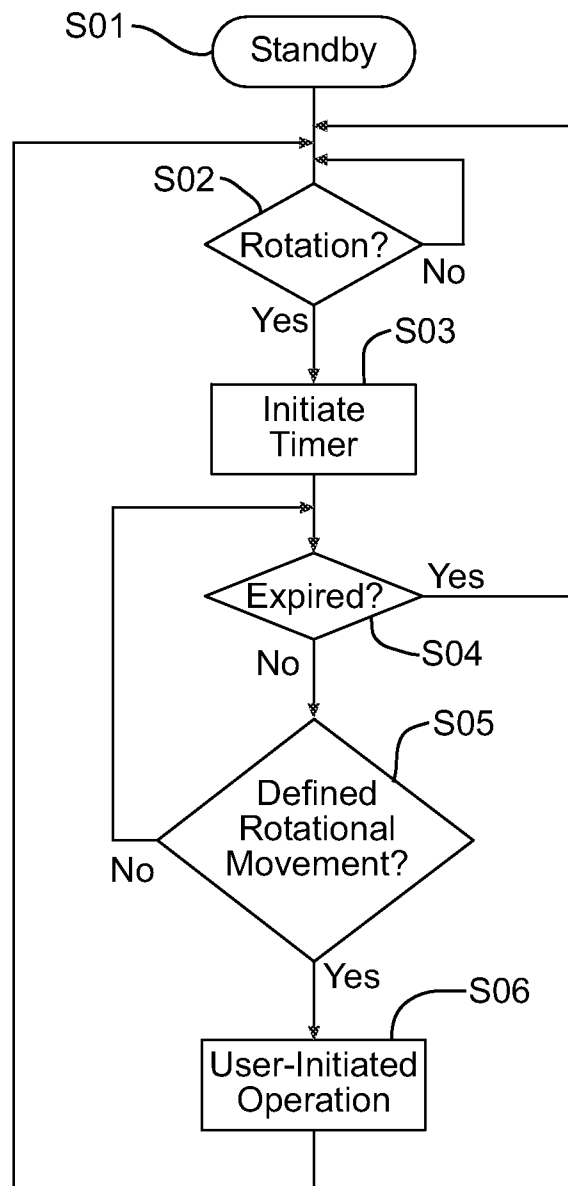 S01
Standby
S02
Rotation?
No
Yes
S03
Initiate
Timer
Expired?
Yes
S04
No
S05
Defined
Rotational
Movement?
No
Yes
S06
User-Initiated
Operation